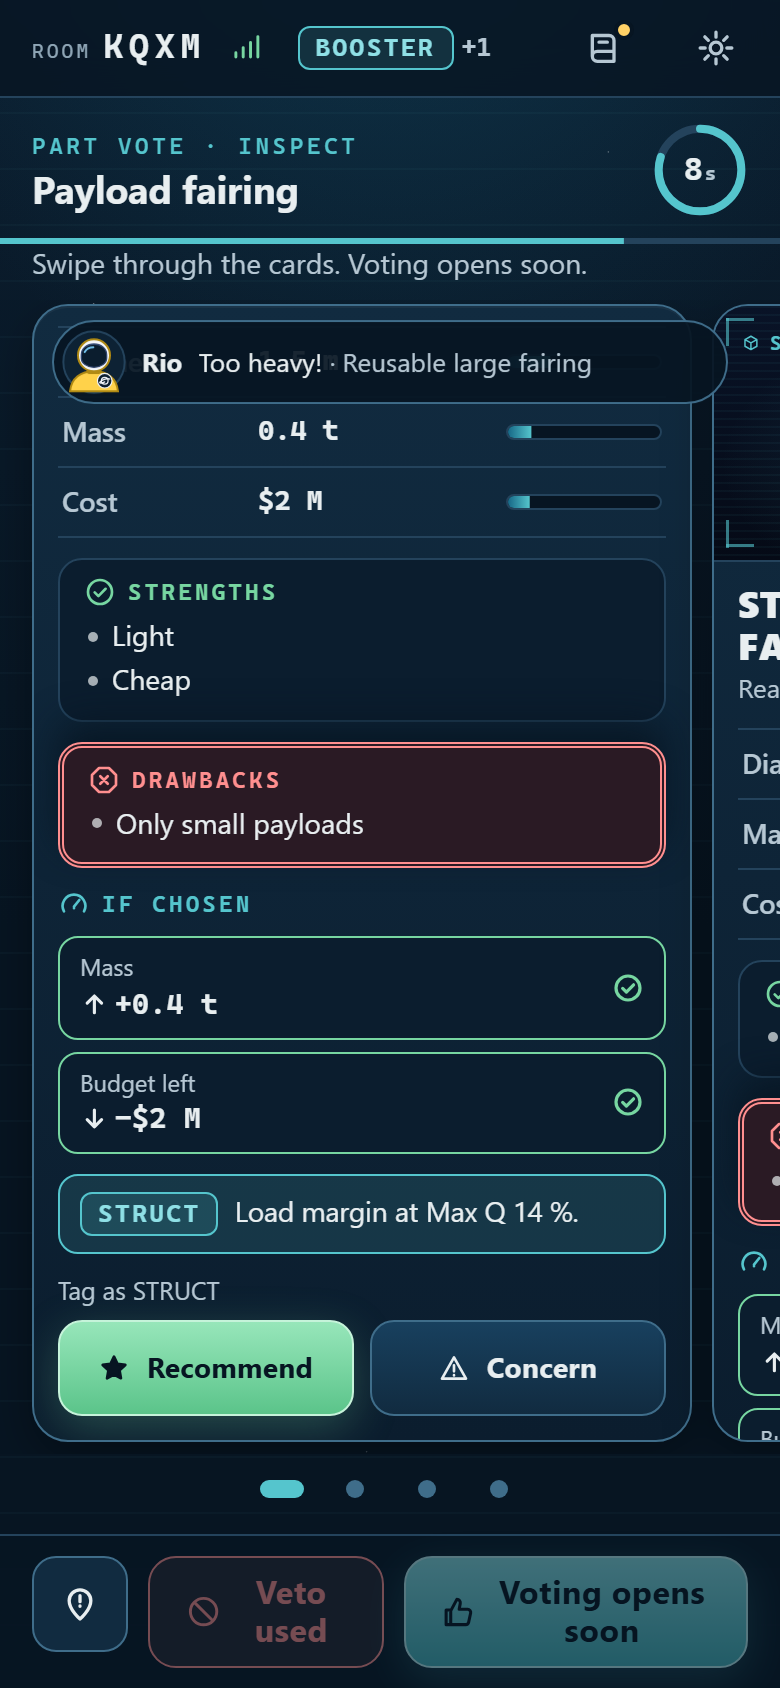 ROOM KQXM BOOSTER +1
PART VOTE · INSPECT
Payload fairing
8s
Swipe through the cards. Voting opens soon.
Rio Too heavy! · Reusable large fairing
Mass 0.4 t
Cost $2 M
STRENGTHS
Light
Cheap
DRAWBACKS
Only small payloads
IF CHOSEN
Mass
↑ +0.4 t
Budget left
↓ −$2 M
STRUCT Load margin at Max Q 14 %.
Tag as STRUCT
Recommend Concern
S
ST
FA
Rea
Dia
Ma
Cos
M
Veto
used
Voting opens
soon